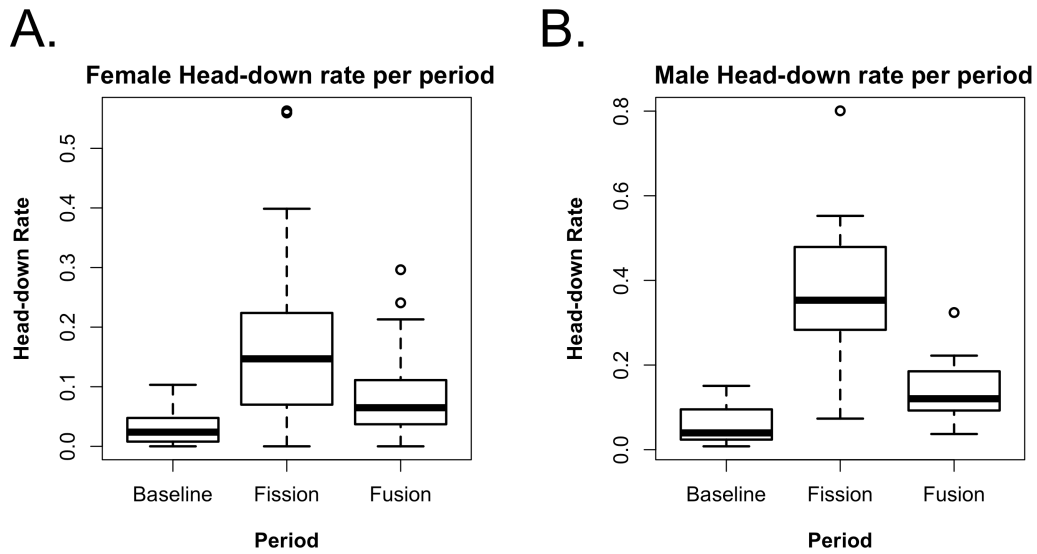 A.
Female Head-down rate per period
Head-down Rate
0.5
0.4
0.3
0.2
0.1
0.0
Baseline Fission Fusion
Period
B.
Male Head-down rate per period
Head-down Rate
0.8
0.6
0.4
0.2
0.0
Baseline Fission Fusion
Period